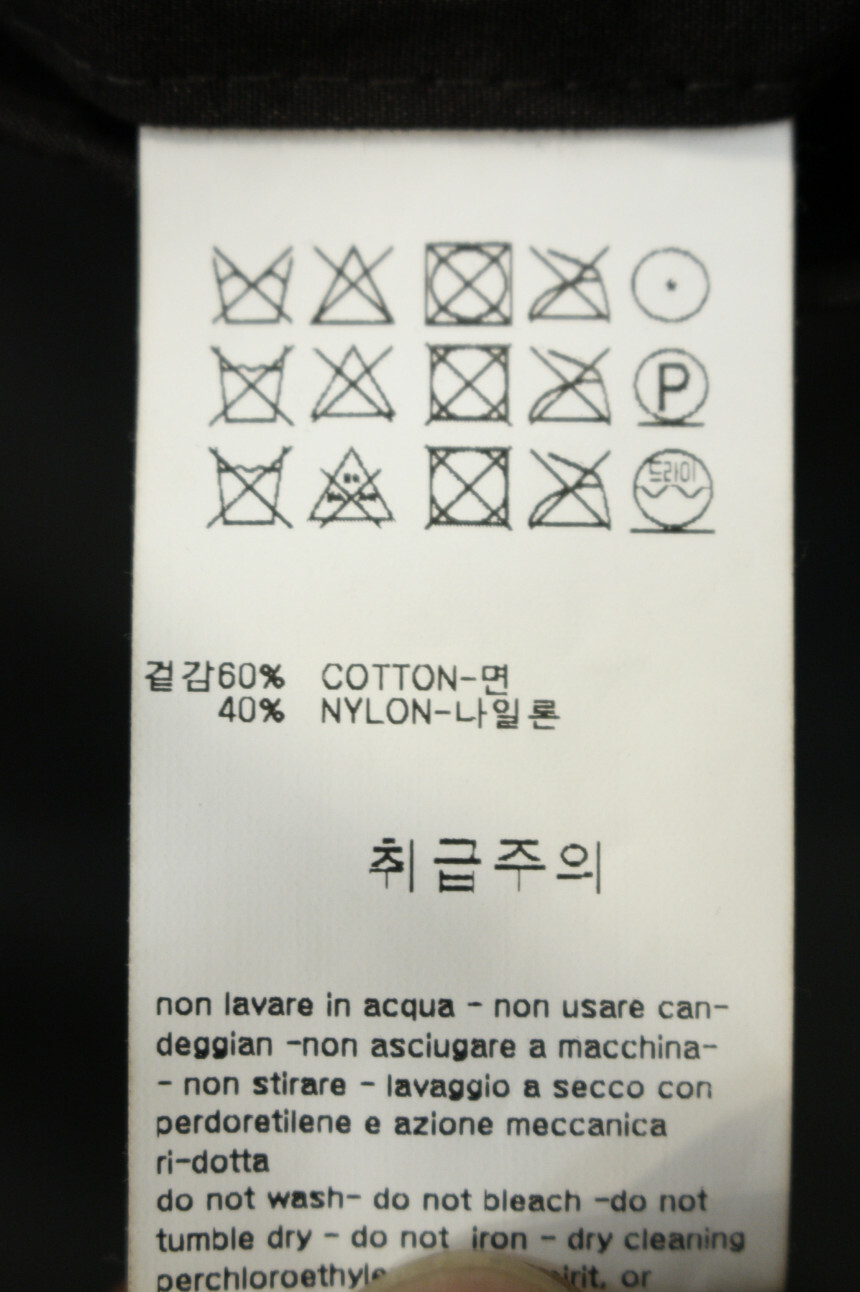 P
드라이
겉감60% COTTON-면
40% NYLON-나일론
취급주의
non lavare in acqua - non usare can-
deggian -non asciugare a macchina-
- non stirare - lavaggio a secco con
perdoretilene e azione meccanica
ri-dotta
do not wash- do not bleach -do not
tumble dry - do not iron - dry cleaning
or